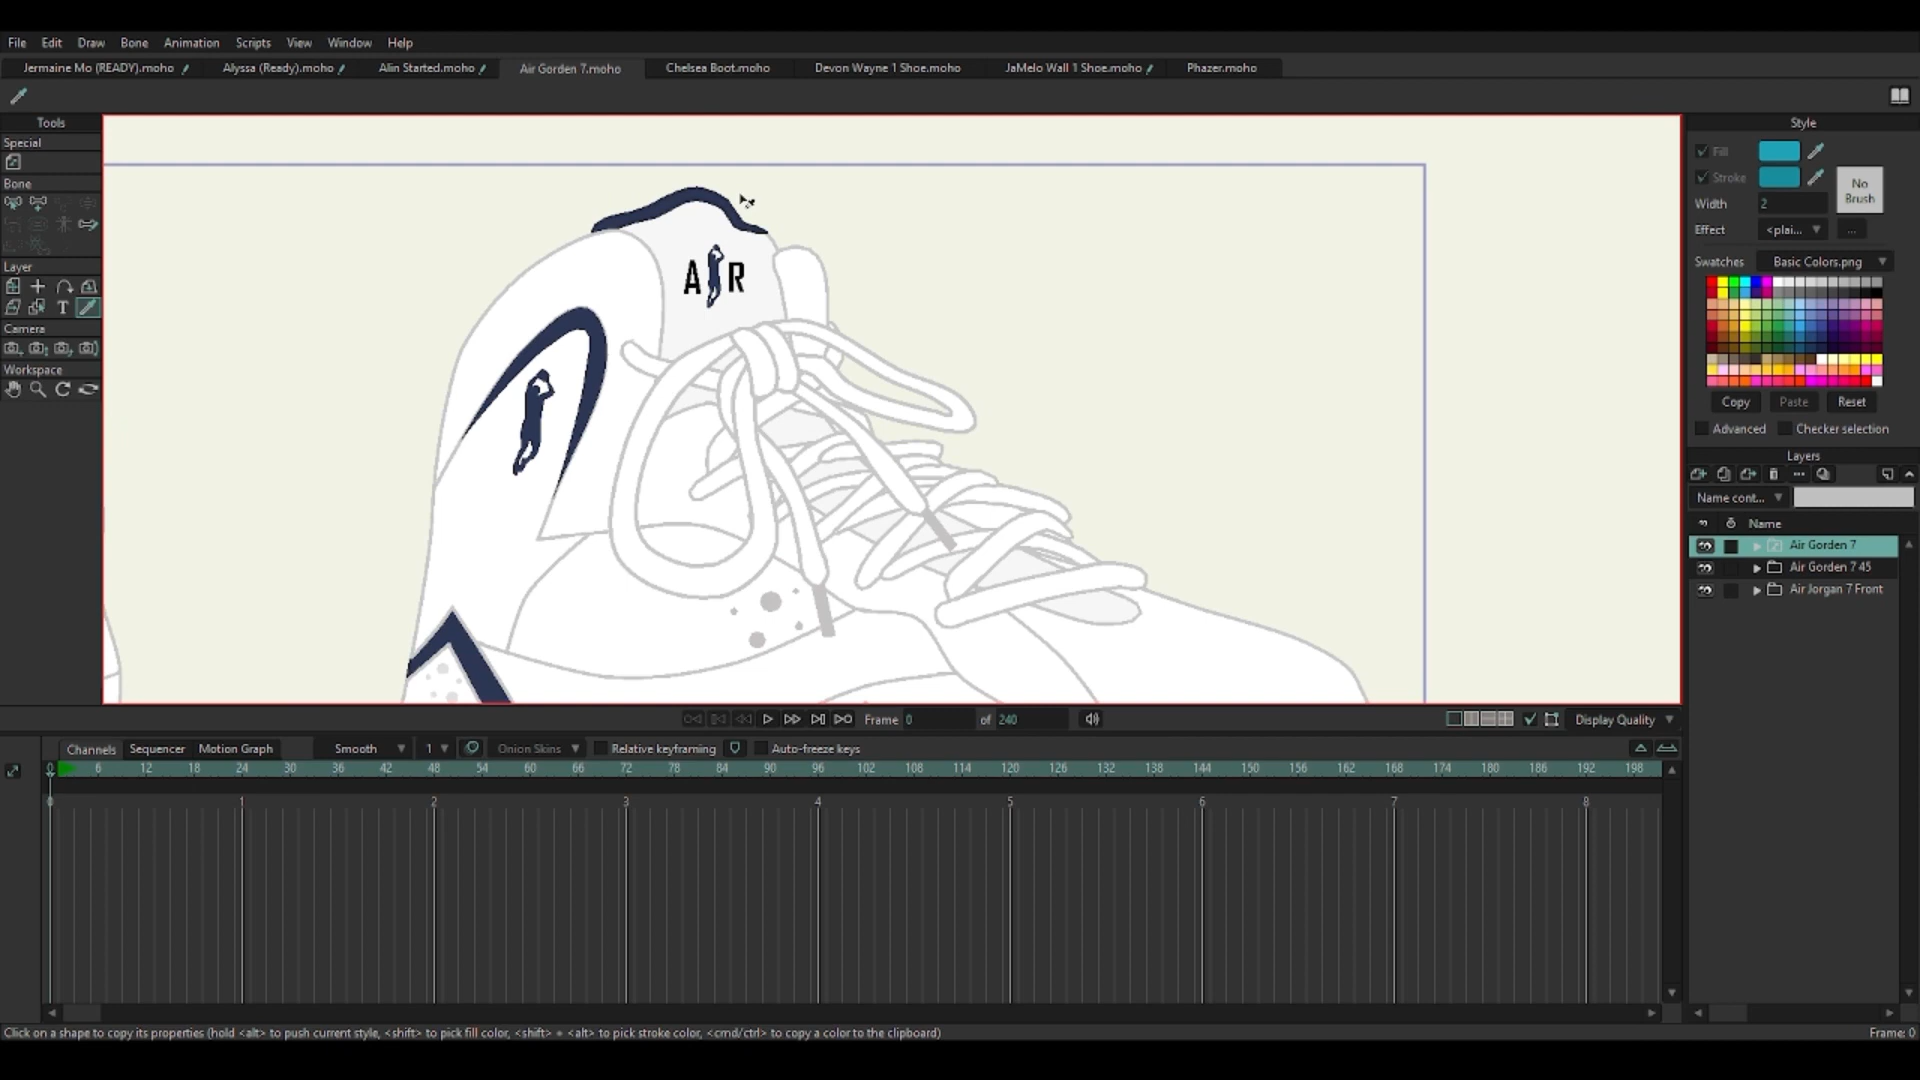 File Edit Draw Bone Animation Scripts View Window Help
Jermaine Mo (READY).moho Alyssa (Ready).moho Alin Started.moho Air Gorden 7.moho Chelsea Boot.moho Devon Wayne 1 Shoe.moho JaMelo Wall 1 Shoe.moho Phazer.moho
Tools
Special
Bone
Layer
T
Camera
Workspace
A R
Style
Fill
Stroke
No Brush
Width 2
Effect <plai... ...
Swatches Basic Colors.png
Copy Paste Reset
Advanced Checker selection
Layers
Name cont...
Name
Air Gorden 7
Air Gorden 7 45
Air Jorgan 7 Front
Frame 0 of 240 Display Quality
Channels Sequencer Motion Graph Smooth 1 Onion Skins Relative keyframing Auto-freeze keys
0 6 12 18 24 30 36 42 48 54 60 66 72 78 84 90 96 102 108 114 120 126 132 138 144 150 156 162 168 174 180 186 192 198
0 1 2 3 4 5 6 7 8
Click on a shape to copy its properties (hold <alt> to push current style, <shift> to pick fill color, <shift> + <alt> to pick stroke color, <cmd/ctrl> to copy a color to the clipboard) Frame: 0